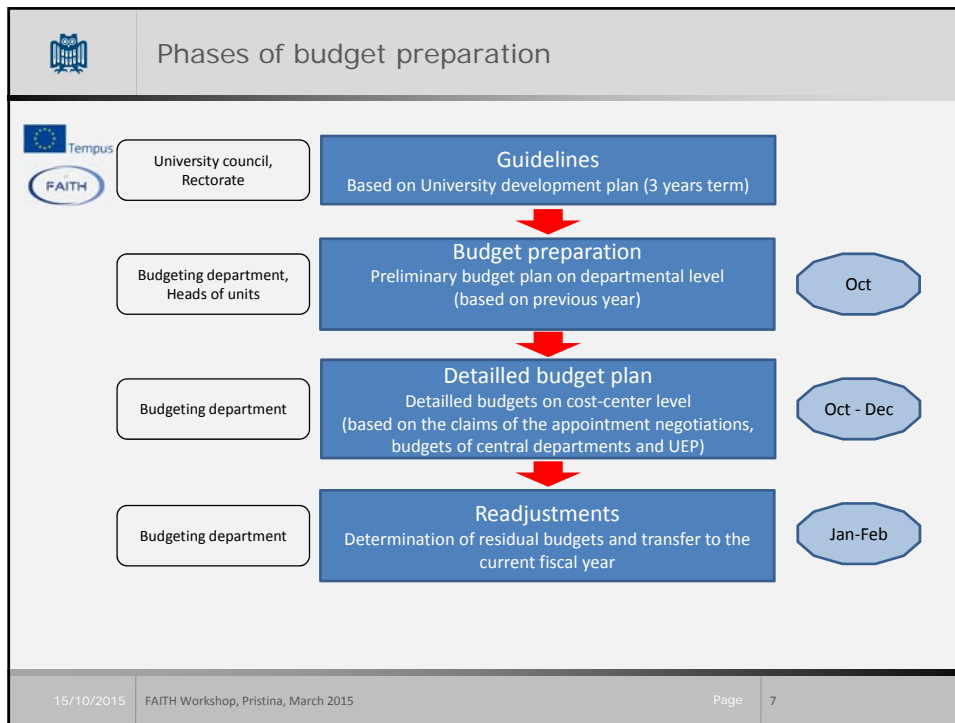 Phases of budget preparation
Tempus
FAITH
University council,
Rectorate
Guidelines
Based on University development plan (3 years term)
Budgeting department,
Heads of units
Budget preparation
Preliminary budget plan on departmental level
(based on previous year)
Oct
Budgeting department
Detailled budget plan
Detailled budgets on cost-center level
(based on the claims of the appointment negotiations,
budgets of central departments and UEP)
Oct - Dec
Budgeting department
Readjustments
Determination of residual budgets and transfer to the
current fiscal year
Jan-Feb
15/10/2015 FAITH Workshop, Pristina, March 2015 Page 7